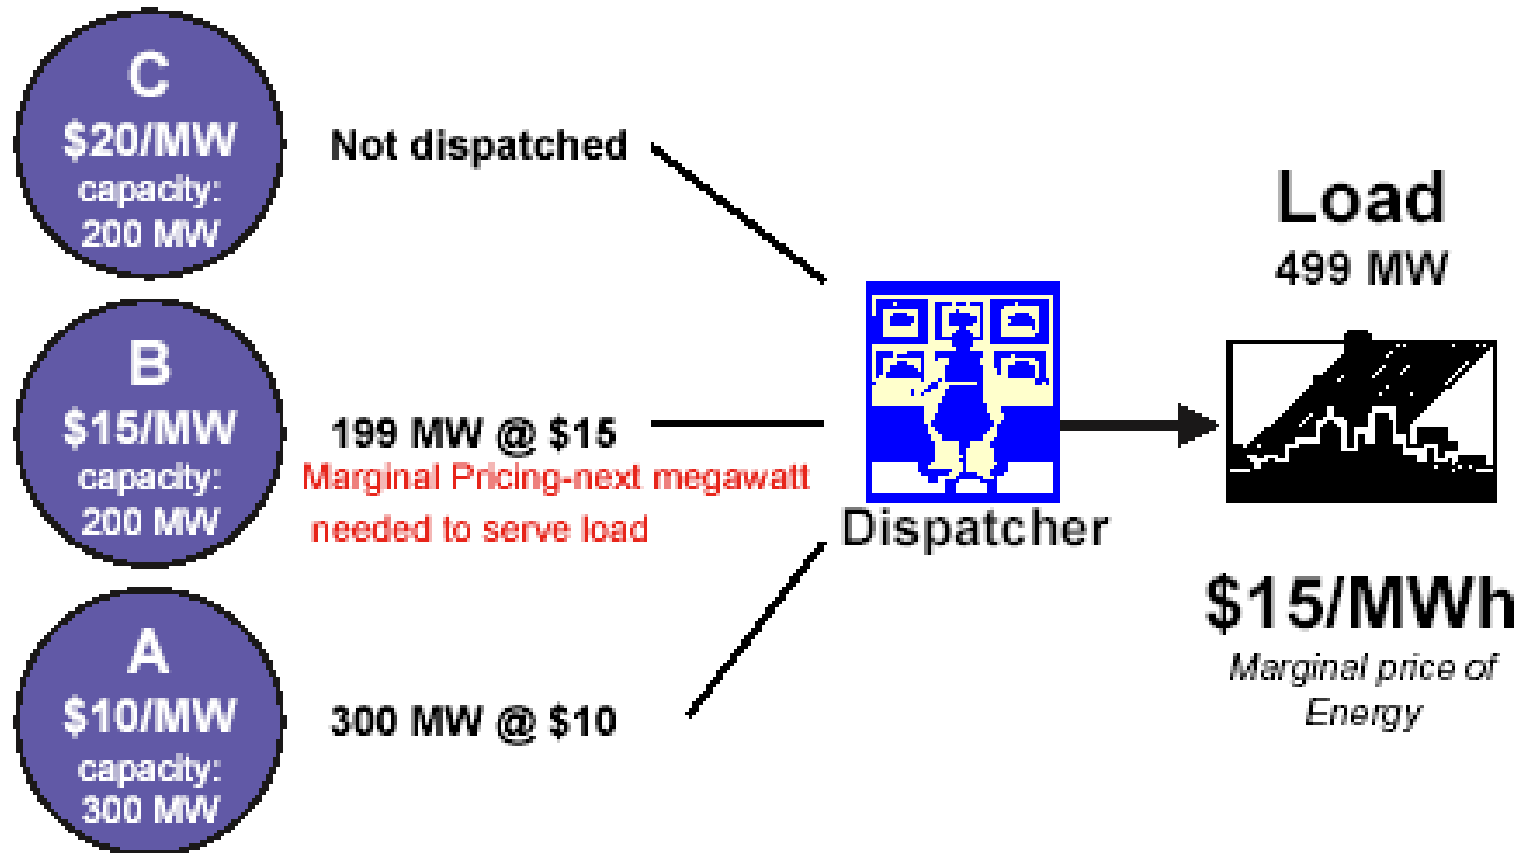 C
$20/MW
capacity:
200 MW
Not dispatched
B
$15/MW
capacity:
200 MW
199 MW @ $15
Marginal Pricing-next megawatt
needed to serve load
A
$10/MW
capacity:
300 MW
300 MW @ $10
Dispatcher
Load
499 MW
$15/MWh
Marginal price of
Energy